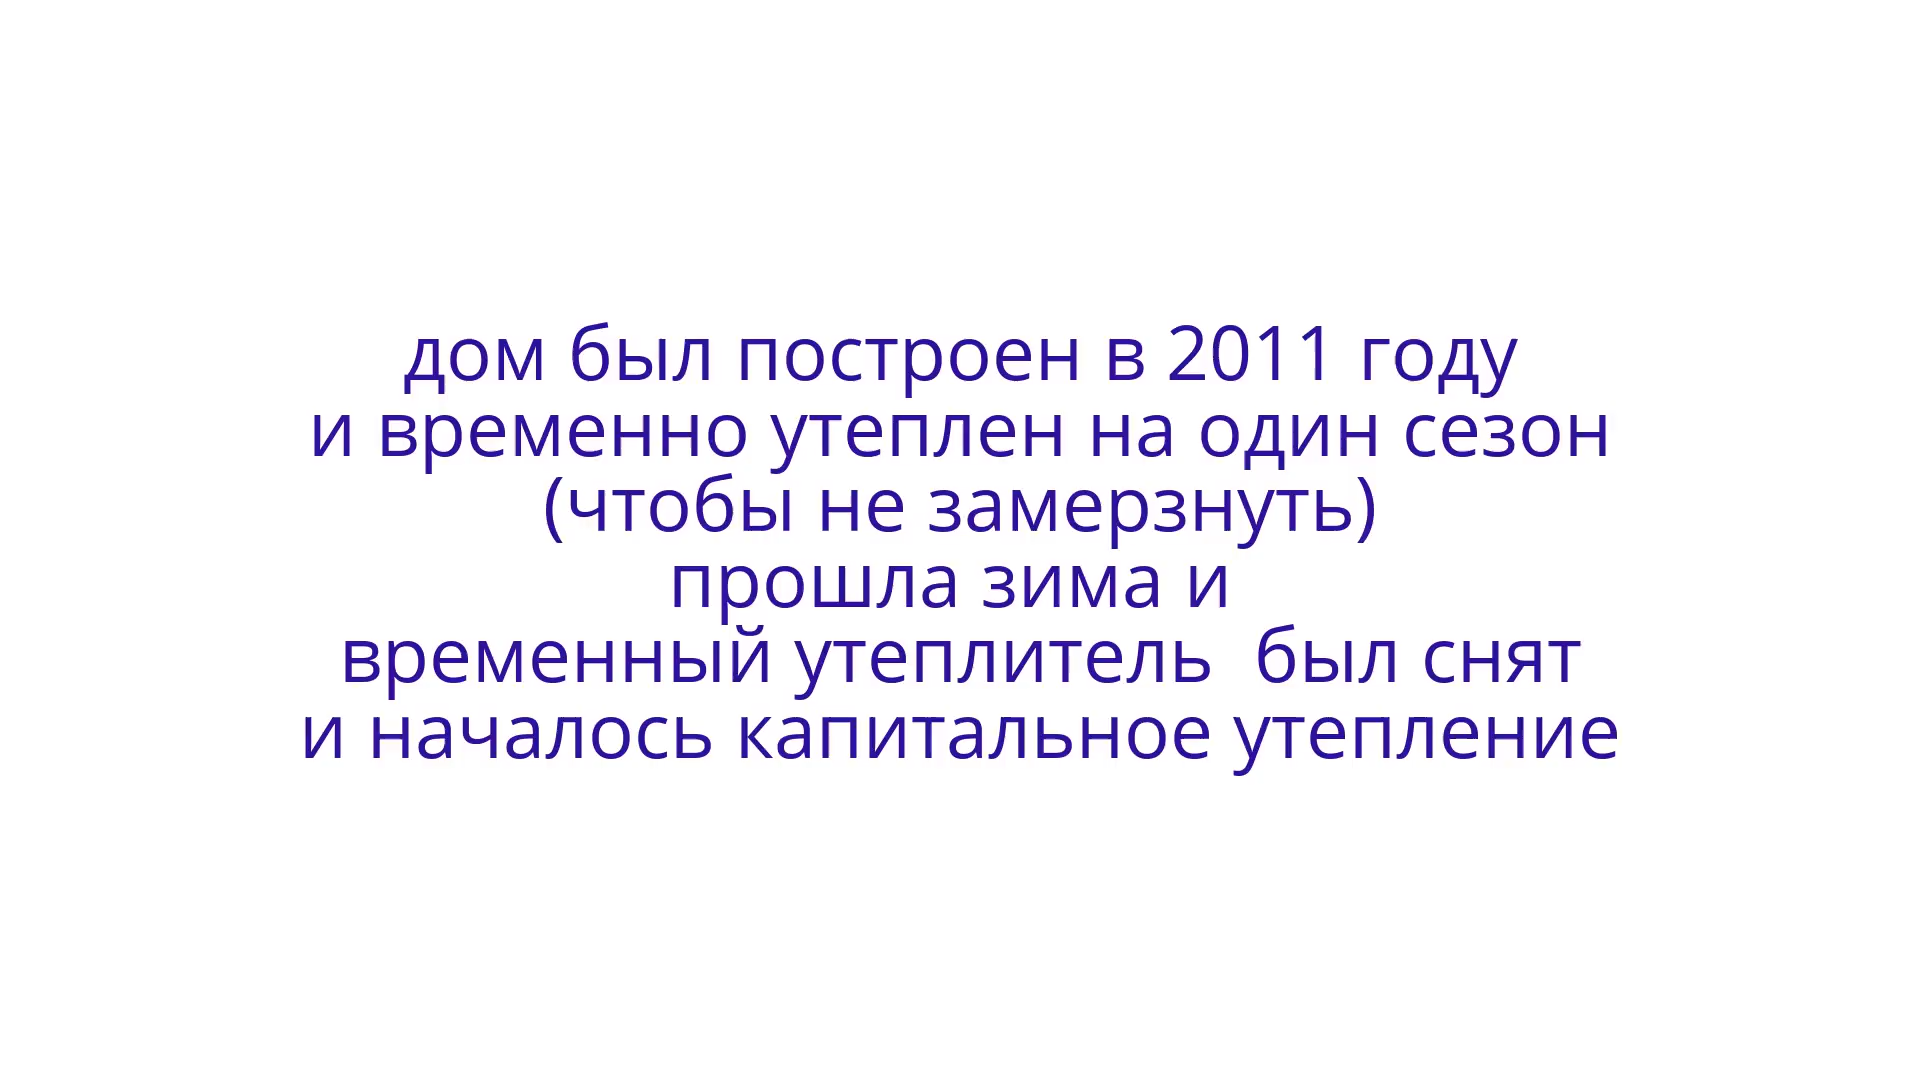 дом был построен в 2011 году
и временно утеплен на один сезон
(чтобы не замерзнуть)
прошла зима и
временный утеплитель  был снят
и началось капитальное утепление